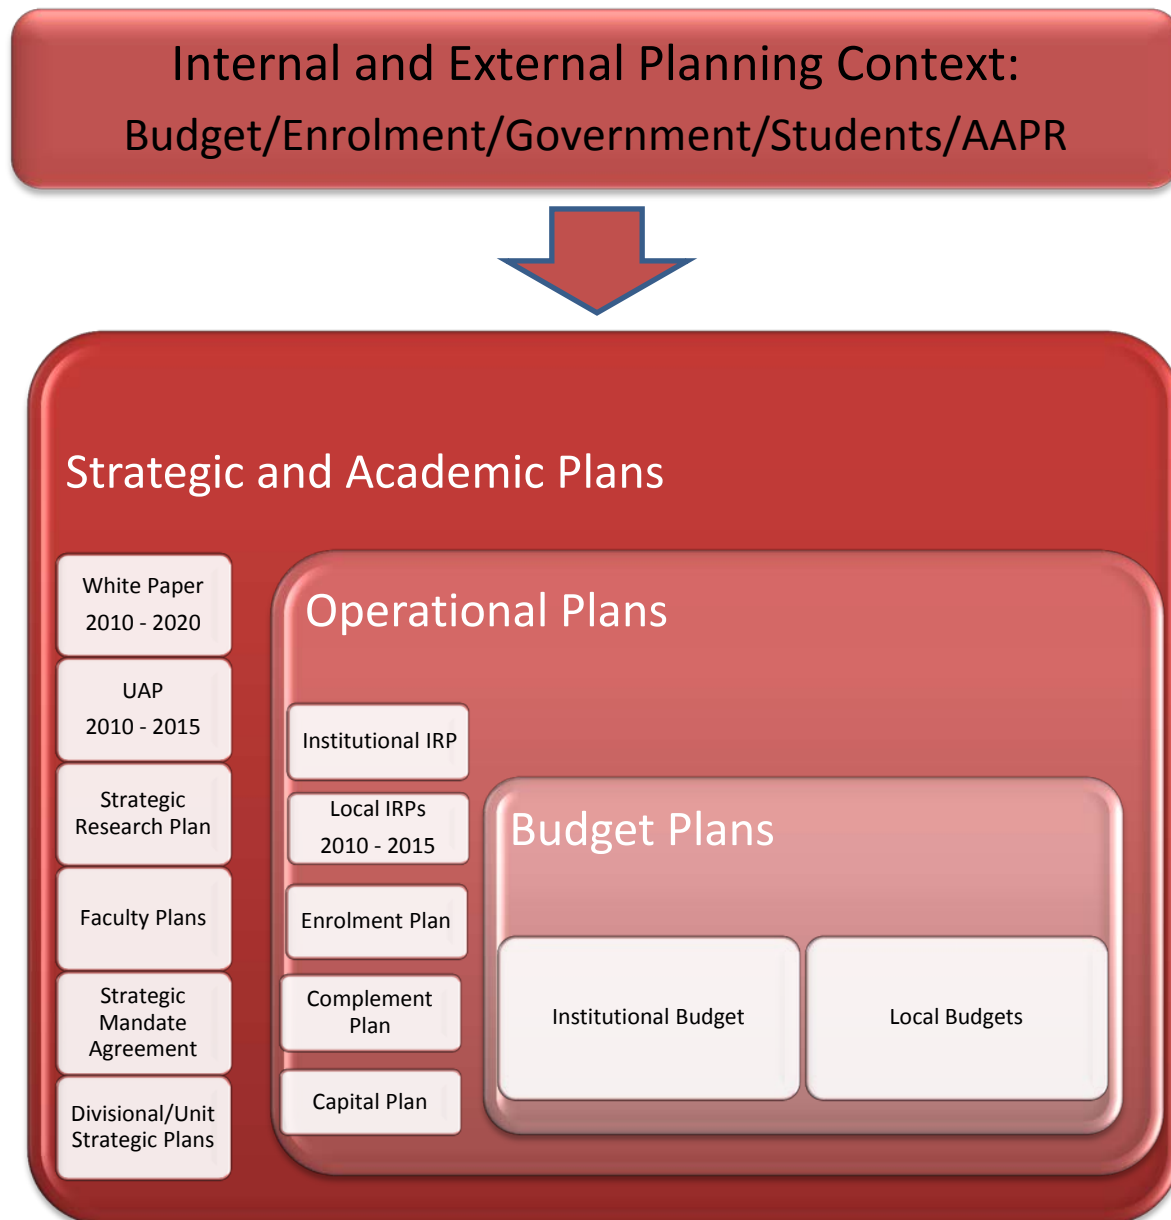 Internal and External Planning Context:
Budget/Enrolment/Government/Students/AAPR
Strategic and Academic Plans
White Paper
2010 - 2020
UAP
2010 - 2015
Strategic
Research Plan
Faculty Plans
Strategic
Mandate
Agreement
Divisional/Unit
Strategic Plans
Operational Plans
Institutional IRP
Local IRPs
2010 - 2015
Enrolment Plan
Complement
Plan
Capital Plan
Budget Plans
Institutional Budget
Local Budgets